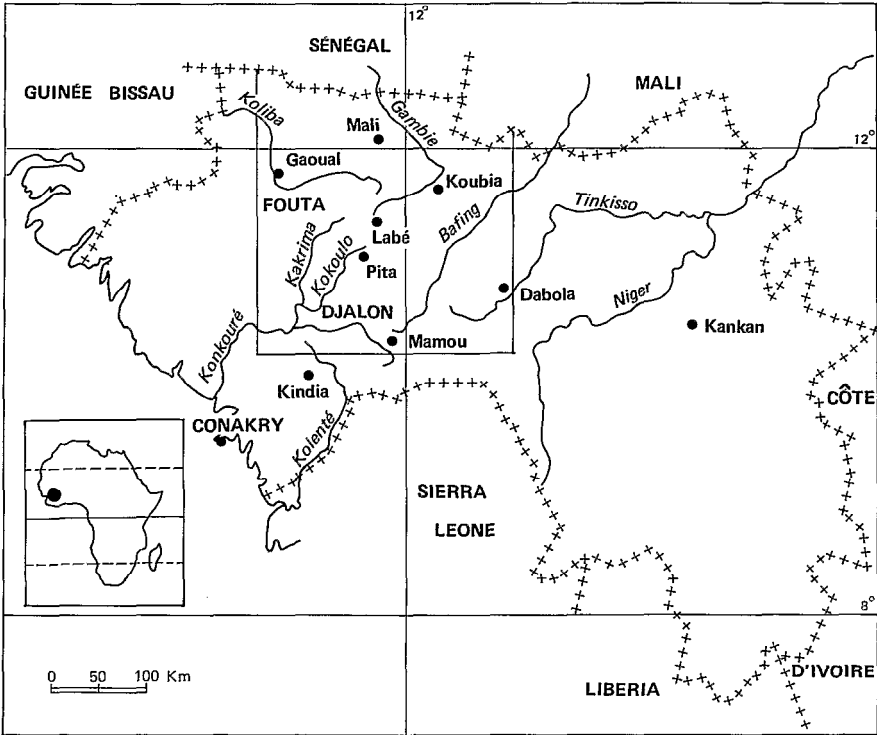 12°
SÉNÉGAL
GUINÉE BISSAU
MALI
Koliba
Gambie
Mali
12°
Gaoual
Koubia
FOUTA
Tinkisso
Labé
Bafing
Kakrima
Kokoulo
Pita
Dabola
Niger
DJALON
Kankan
Mamou
Konkouré
Kindia
CÔTE
CONAKRY
Kolenté
SIERRA
LEONE
8°
0 50 100 Km
LIBERIA
D'IVOIRE